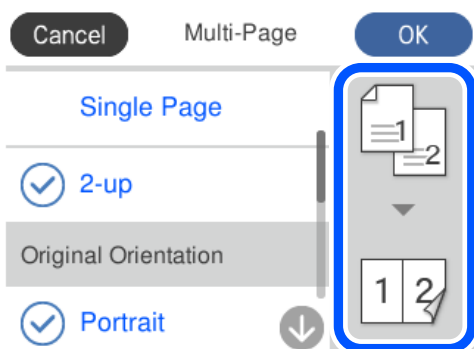 Cancel Multi-Page OK
Single Page
2-up
Original Orientation
Portrait
1
2
1 2